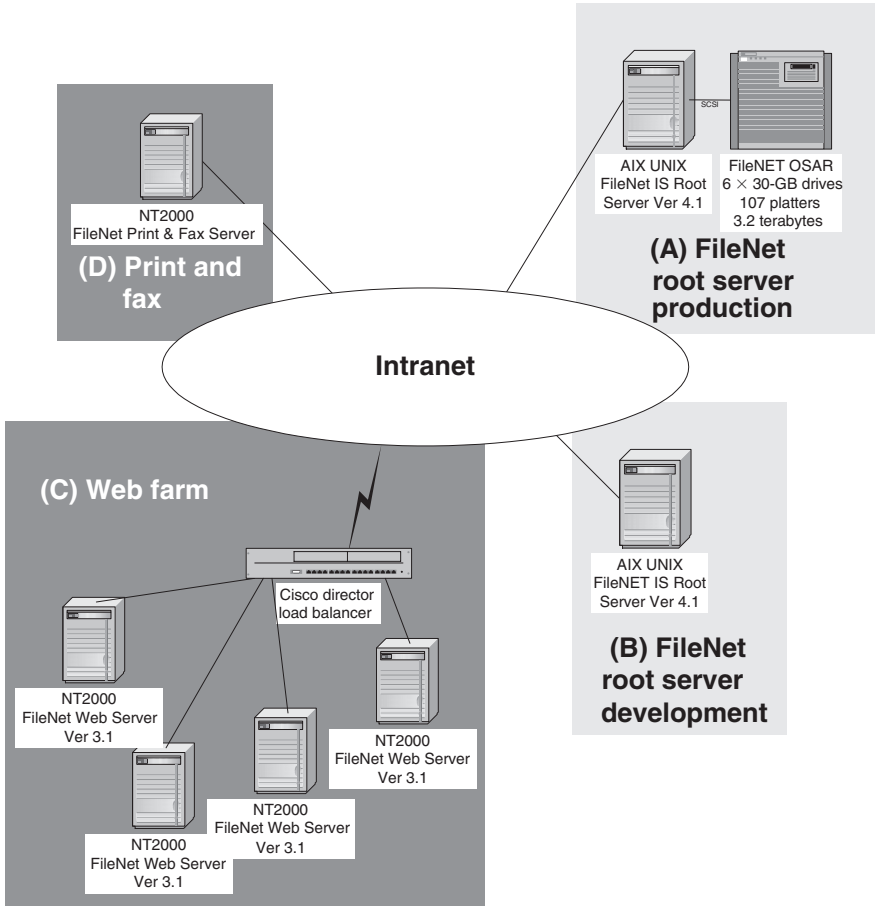 SCSI
AIX UNIX
FileNet IS Root
Server Ver 4.1
FileNET OSAR
6 × 30-GB drives
107 platters
3.2 terabytes
(A) FileNet
root server
production
NT2000
FileNet Print & Fax Server
(D) Print and
fax
Intranet
(C) Web farm
Cisco director
load balancer
NT2000
FileNet Web Server
Ver 3.1
NT2000
FileNet Web Server
Ver 3.1
NT2000
FileNet Web Server
Ver 3.1
NT2000
FileNet Web Server
Ver 3.1
AIX UNIX
FileNET IS Root
Server Ver 4.1
(B) FileNet
root server
development